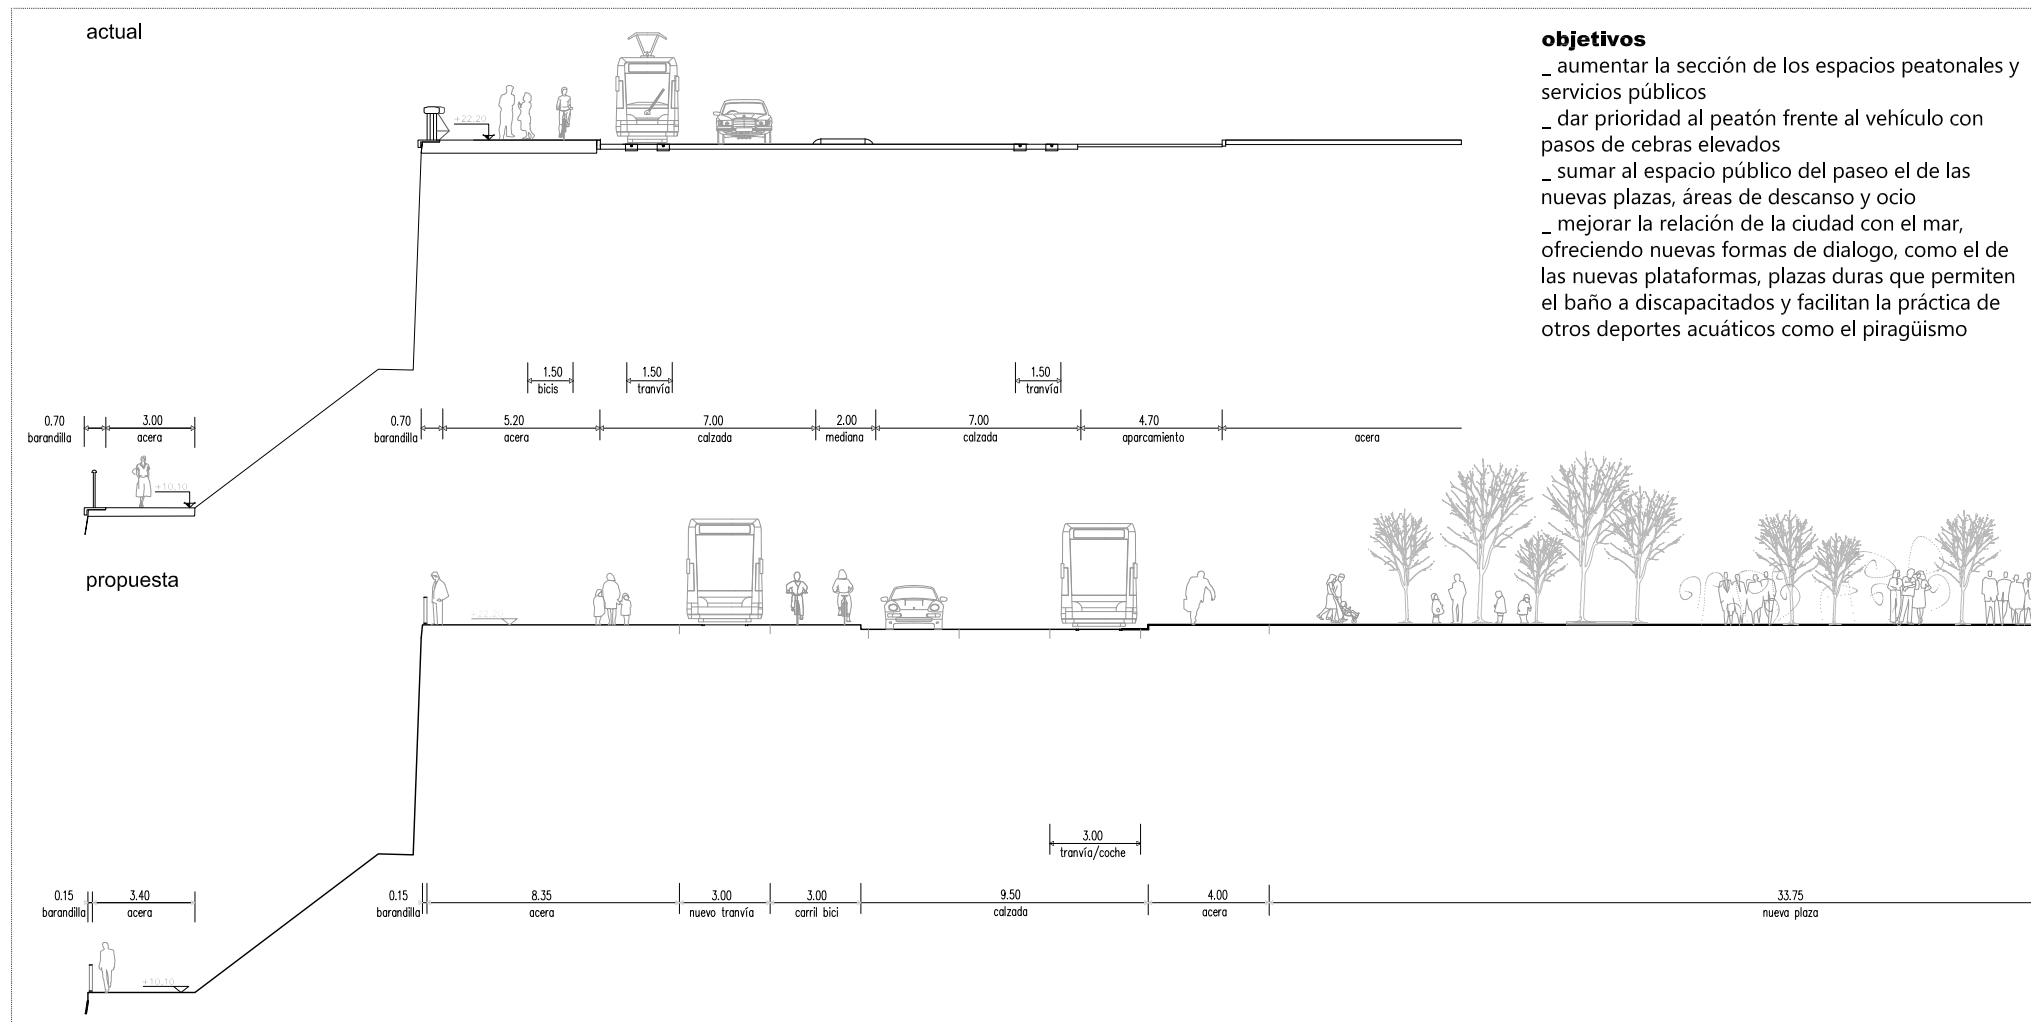 actual
objetivos
_ aumentar la sección de los espacios peatonales y
servicios públicos
_ dar prioridad al peatón frente al vehículo con
pasos de cebras elevados
_ sumar al espacio público del paseo el de las
nuevas plazas, áreas de descanso y ocio
_ mejorar la relación de la ciudad con el mar,
ofreciendo nuevas formas de dialogo, como el de
las nuevas plataformas, plazas duras que permiten
el baño a discapacitados y facilitan la práctica de
otros deportes acuáticos como el piragüismo
+22,20
1.50 1.50 1.50
bicis tranvía tranvía
0.70 3.00 0.70 5.20 7.00 2.00 7.00 4.70
barandilla acera barandilla acera calzada mediana calzada aparcamiento acera
+10,10
propuesta
+22,20
3.00
tranvía/coche
0.15 3.40 0.15 8.35 3.00 3.00 9.50 4.00 33.75
barandilla acera barandilla acera nuevo tranvía carril bici calzada acera nueva plaza
+10,10